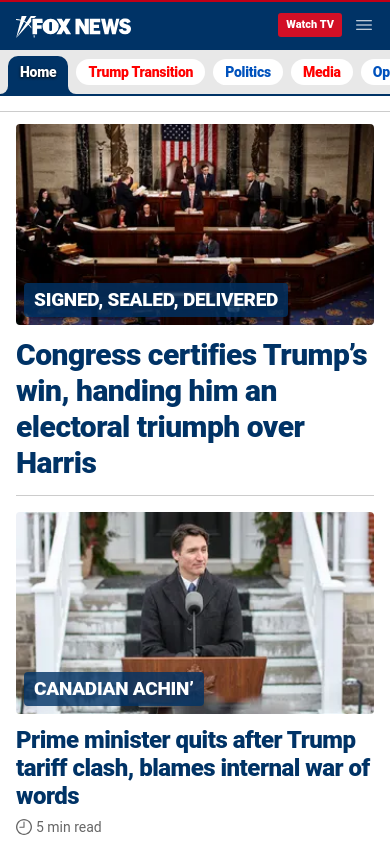 FOX NEWS
Watch TV
Home
Trump Transition
Politics
Media
Op
SIGNED, SEALED, DELIVERED
Congress certifies Trump’s
win, handing him an
electoral triumph over
Harris
CANADIAN ACHIN’
Prime minister quits after Trump
tariff clash, blames internal war of
words
5 min read